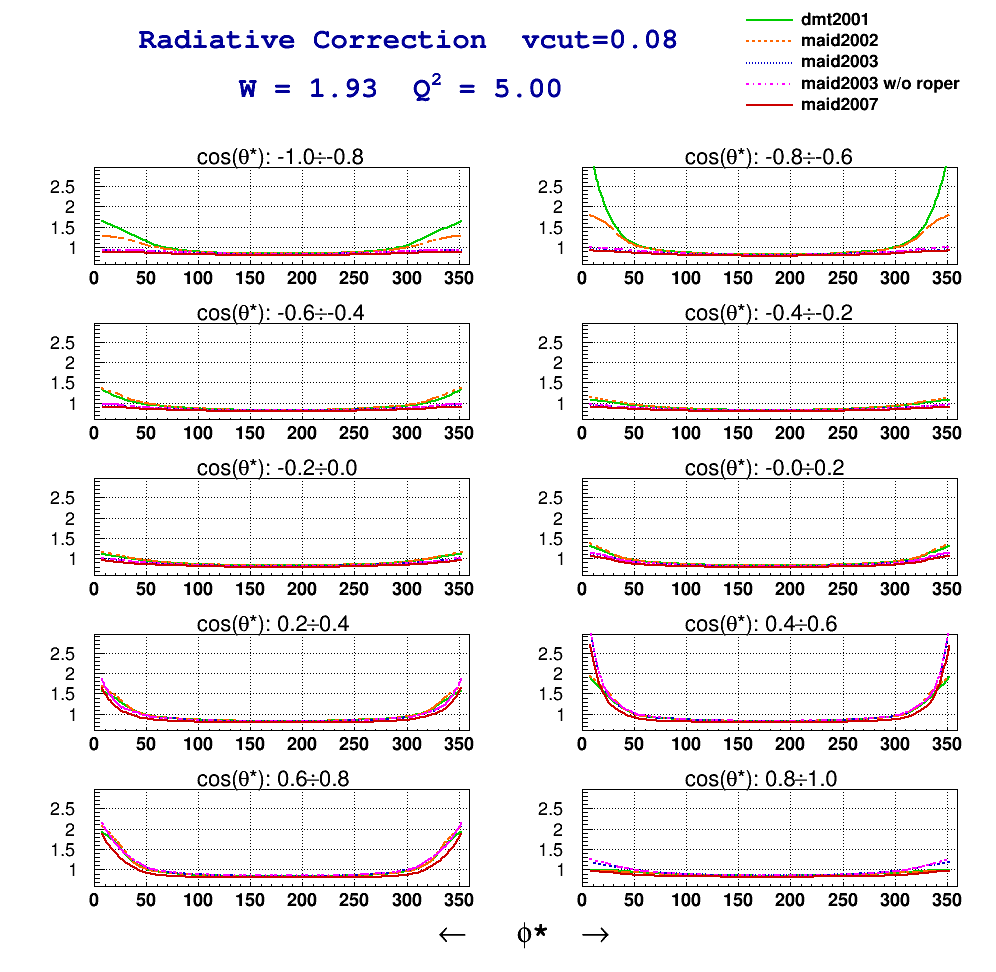 Radiative Correction vcut=0.08
W = 1.93 Q² = 5.00
dmt2001
maid2002
maid2003
maid2003 w/o roper
maid2007
cos(θ*): -1.0÷-0.8
2.5
2
1.5
1
0 50 100 150 200 250 300 350
cos(θ*): -0.8÷-0.6
2.5
2
1.5
1
0 50 100 150 200 250 300 350
cos(θ*): -0.6÷-0.4
2.5
2
1.5
1
0 50 100 150 200 250 300 350
cos(θ*): -0.4÷-0.2
2.5
2
1.5
1
0 50 100 150 200 250 300 350
cos(θ*): -0.2÷0.0
2.5
2
1.5
1
0 50 100 150 200 250 300 350
cos(θ*): -0.0÷0.2
2.5
2
1.5
1
0 50 100 150 200 250 300 350
cos(θ*): 0.2÷0.4
2.5
2
1.5
1
0 50 100 150 200 250 300 350
cos(θ*): 0.4÷0.6
2.5
2
1.5
1
0 50 100 150 200 250 300 350
cos(θ*): 0.6÷0.8
2.5
2
1.5
1
0 50 100 150 200 250 300 350
cos(θ*): 0.8÷1.0
2.5
2
1.5
1
0 50 100 150 200 250 300 350
← ϕ* →